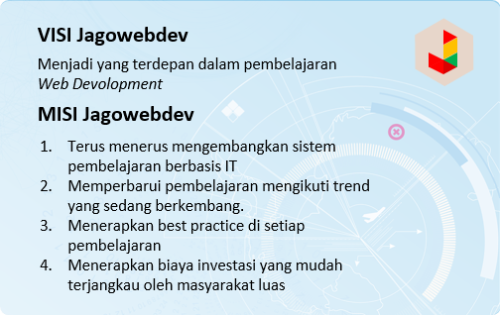 VISI Jagowebdev
Menjadi yang terdepan dalam pembelajaran
Web Devolopment
MISI Jagowebdev
1. Terus menerus mengembangkan sistem
pembelajaran berbasis IT
2. Memperbarui pembelajaran mengikuti trend
yang sedang berkembang.
3. Menerapkan best practice di setiap
pembelajaran
4. Menerapkan biaya investasi yang mudah
terjangkau oleh masyarakat luas